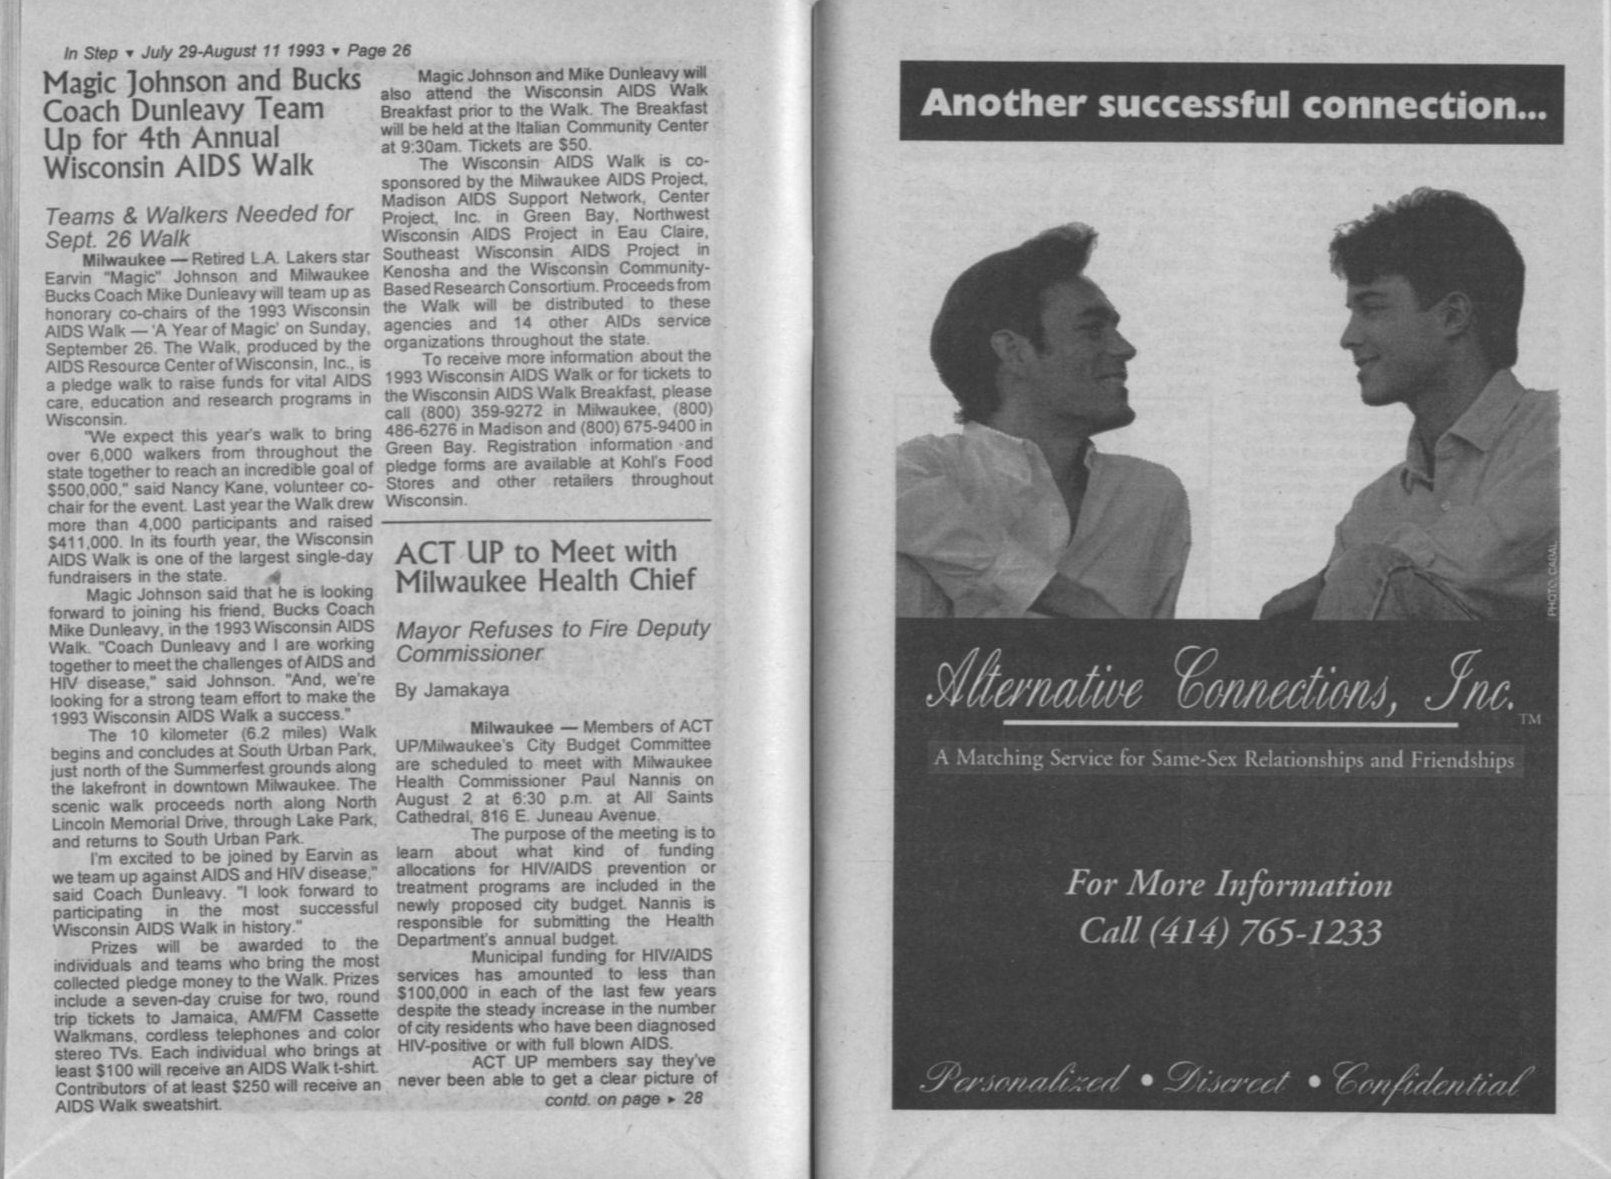 In Step ▼ July 29-August 11 1993 ▼ Page 26
Magic Johnson and Bucks
Coach Dunleavy Team
Up for 4th Annual
Wisconsin AIDS Walk
Teams & Walkers Needed for
Sept. 26 Walk
Milwaukee — Retired L.A. Lakers star
Earvin "Magic" Johnson and Milwaukee
Bucks Coach Mike Dunleavy will team up as
honorary co-chairs of the 1993 Wisconsin
AIDS Walk — 'A Year of Magic' on Sunday,
September 26. The Walk, produced by the
AIDS Resource Center of Wisconsin, Inc., is
a pledge walk to raise funds for vital AIDS
care, education and research programs in
Wisconsin.
"We expect this year's walk to bring
over 6,000 walkers from throughout the
state together to reach an incredible goal of
$500,000," said Nancy Kane, volunteer co-
chair for the event. Last year the Walk drew
more than 4,000 participants and raised
$411,000. In its fourth year, the Wisconsin
AIDS Walk is one of the largest single-day
fundraisers in the state.
Magic Johnson said that he is looking
forward to joining his friend, Bucks Coach
Mike Dunleavy, in the 1993 Wisconsin AIDS
Walk. "Coach Dunleavy and I are working
together to meet the challenges of AIDS and
HIV disease," said Johnson. "And, we're
looking for a strong team effort to make the
1993 Wisconsin AIDS Walk a success."
The 10 kilometer (6.2 miles) Walk
begins and concludes at South Urban Park,
just north of the Summerfest grounds along
the lakefront in downtown Milwaukee. The
scenic walk proceeds north along North
Lincoln Memorial Drive, through Lake Park,
and returns to South Urban Park.
I'm excited to be joined by Earvin as
we team up against AIDS and HIV disease,"
said Coach Dunleavy. "I look forward to
participating in the most successful
Wisconsin AIDS Walk in history."
Prizes will be awarded to the
individuals and teams who bring the most
collected pledge money to the Walk. Prizes
include a seven-day cruise for two, round
trip tickets to Jamaica, AM/FM Cassette
Walkmans, cordless telephones and color
stereo TVs. Each individual who brings at
least $100 will receive an AIDS Walk t-shirt.
Contributors of at least $250 will receive an
AIDS Walk sweatshirt.
Magic Johnson and Mike Dunleavy will
also attend the Wisconsin AIDS Walk
Breakfast prior to the Walk. The Breakfast
will be held at the Italian Community Center
at 9:30am. Tickets are $50.
The Wisconsin AIDS Walk is co-
sponsored by the Milwaukee AIDS Project,
Madison AIDS Support Network, Center
Project, Inc. in Green Bay, Northwest
Wisconsin AIDS Project in Eau Claire,
Southeast Wisconsin AIDS Project in
Kenosha and the Wisconsin Community-
Based Research Consortium. Proceeds from
the Walk will be distributed to these
agencies and 14 other AIDs service
organizations throughout the state.
To receive more information about the
1993 Wisconsin AIDS Walk or for tickets to
the Wisconsin AIDS Walk Breakfast, please
call (800) 359-9272 in Milwaukee, (800)
486-6276 in Madison and (800) 675-9400 in
Green Bay. Registration information and
pledge forms are available at Kohl's Food
Stores and other retailers throughout
Wisconsin.
ACT UP to Meet with
Milwaukee Health Chief
Mayor Refuses to Fire Deputy
Commissioner
By Jamakaya
Milwaukee — Members of ACT
UP/Milwaukee's City Budget Committee
are scheduled to meet with Milwaukee
Health Commissioner Paul Nannis on
August 2 at 6:30 p.m. at All Saints
Cathedral, 816 E. Juneau Avenue.
The purpose of the meeting is to
learn about what kind of funding
allocations for HIV/AIDS prevention or
treatment programs are included in the
newly proposed city budget. Nannis is
responsible for submitting the Health
Department's annual budget.
Municipal funding for HIV/AIDS
services has amounted to less than
$100,000 in each of the last few years
despite the steady increase in the number
of city residents who have been diagnosed
HIV-positive or with full blown AIDS.
ACT UP members say they've
never been able to get a clear picture of
contd. on page ► 28
Another successful connection...
PHOTO: CADAL
Alternative Connections, Inc.
TM
A Matching Service for Same-Sex Relationships and Friendships
For More Information
Call (414) 765-1233
Personalized • Discreet • Confidential